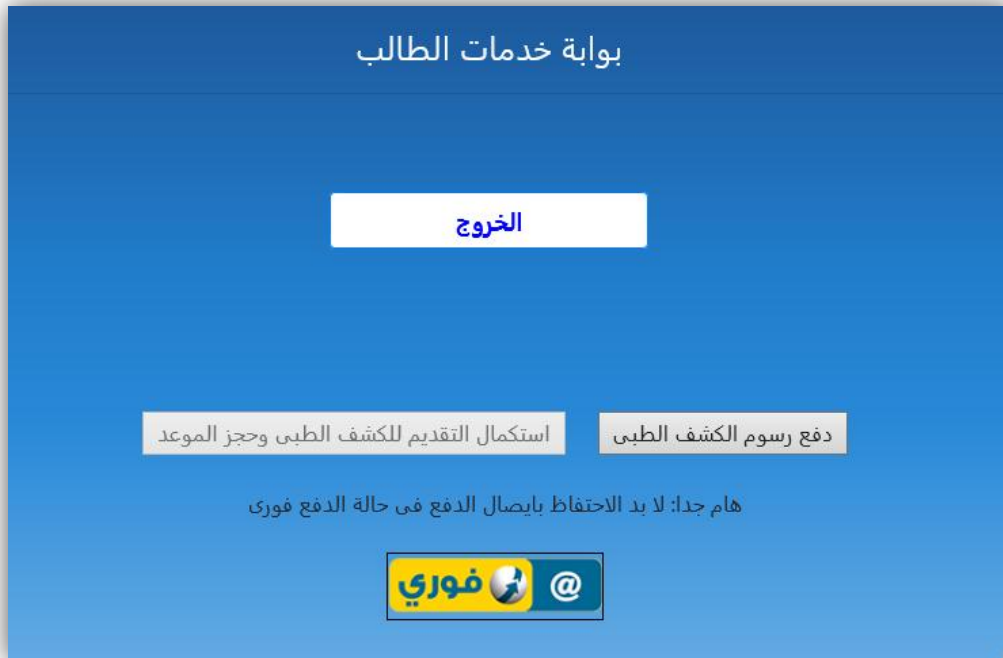 بوابة خدمات الطالب
الخروج
دفع رسوم الكشف الطبى
استكمال التقديم للكشف الطبى وحجز الموعد
هام جدا: لا بد الاحتفاظ بايصال الدفع فى حالة الدفع فورى
@ فوري